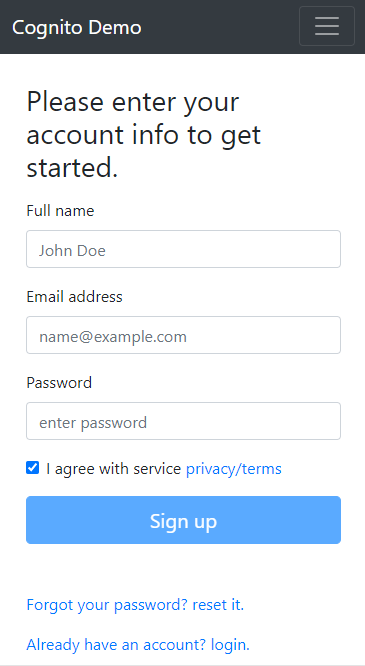 Cognito Demo
Please enter your
account info to get
started.
Full name
John Doe
Email address
name@example.com
Password
enter password
I agree with service privacy/terms
Sign up
Forgot your password? reset it.
Already have an account? login.